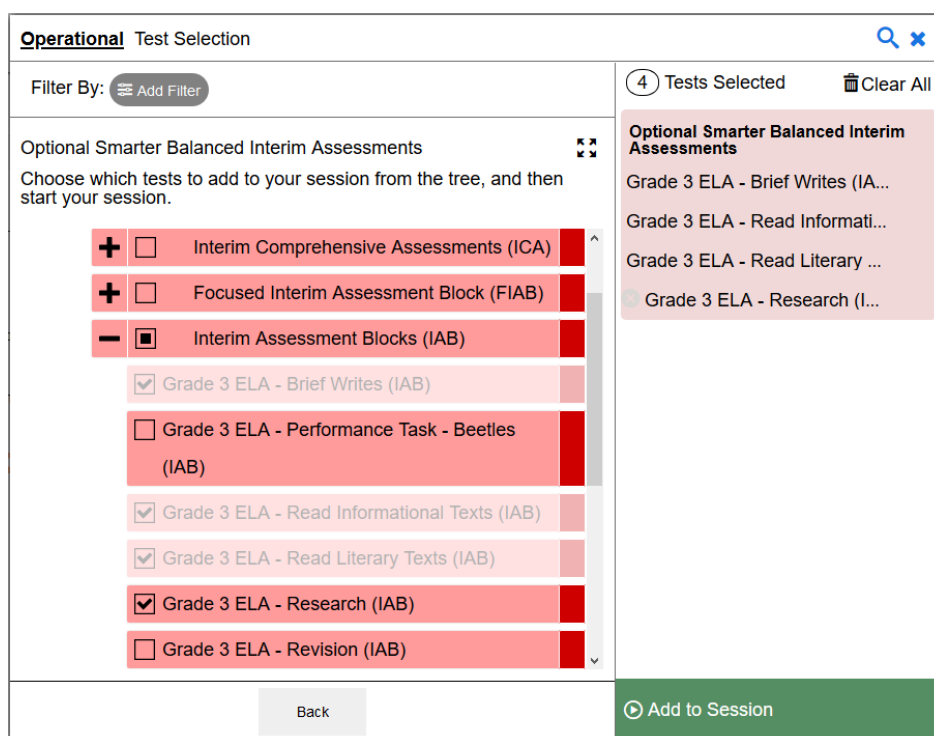 Operational Test Selection
Filter By: Add Filter
Optional Smarter Balanced Interim Assessments
Choose which tests to add to your session from the tree, and then
start your session.
Interim Comprehensive Assessments (ICA)
Focused Interim Assessment Block (FIAB)
Interim Assessment Blocks (IAB)
Grade 3 ELA - Brief Writes (IAB)
Grade 3 ELA - Performance Task - Beetles
(IAB)
Grade 3 ELA - Read Informational Texts (IAB)
Grade 3 ELA - Read Literary Texts (IAB)
Grade 3 ELA - Research (IAB)
Grade 3 ELA - Revision (IAB)
Back
4 Tests Selected Clear All
Optional Smarter Balanced Interim
Assessments
Grade 3 ELA - Brief Writes (IA...
Grade 3 ELA - Read Informati...
Grade 3 ELA - Read Literary ...
Grade 3 ELA - Research (I...
Add to Session